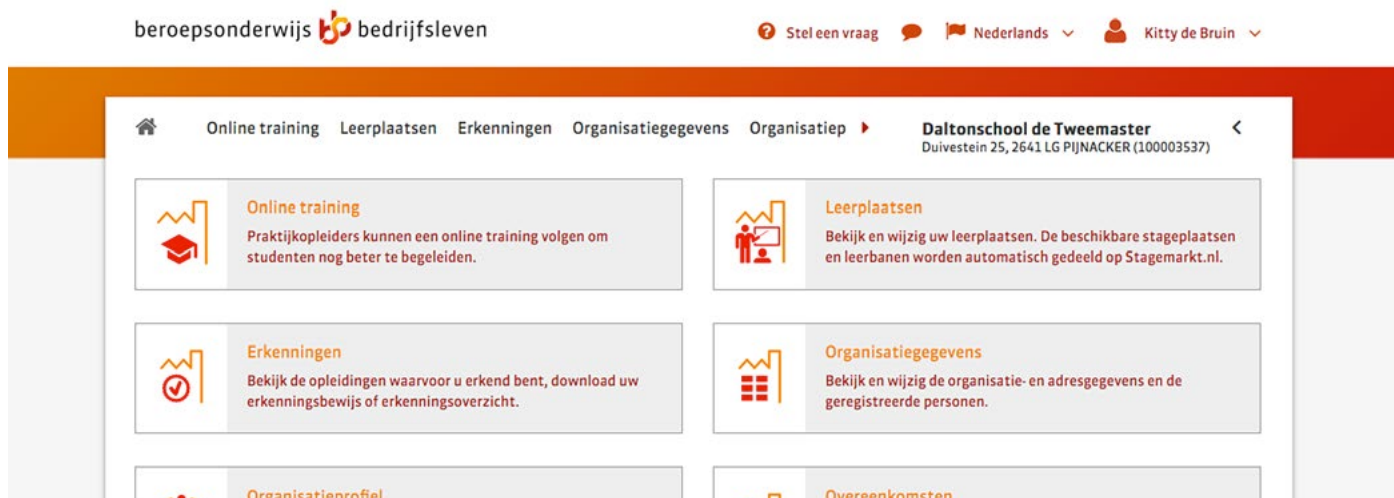 beroepsonderwijs bedrijfsleven
Stel een vraag
Nederlands
Kitty de Bruin
Online training
Leerplaatsen
Erkenningen
Organisatiegegevens
Organisatiep
Daltonschool de Tweemaster
Duivestein 25, 2641 LG PIJNACKER (100003537)
Online training
Praktijkopleiders kunnen een online training volgen om
studenten nog beter te begeleiden.
Leerplaatsen
Bekijk en wijzig uw leerplaatsen. De beschikbare stageplaatsen
en leerbanen worden automatisch gedeeld op Stagemarkt.nl.
Erkenningen
Bekijk de opleidingen waarvoor u erkend bent, download uw
erkenningsbewijs of erkenningsoverzicht.
Organisatiegegevens
Bekijk en wijzig de organisatie- en adresgegevens en de
geregistreerde personen.
Organisatieprofiel
Overeenkomsten